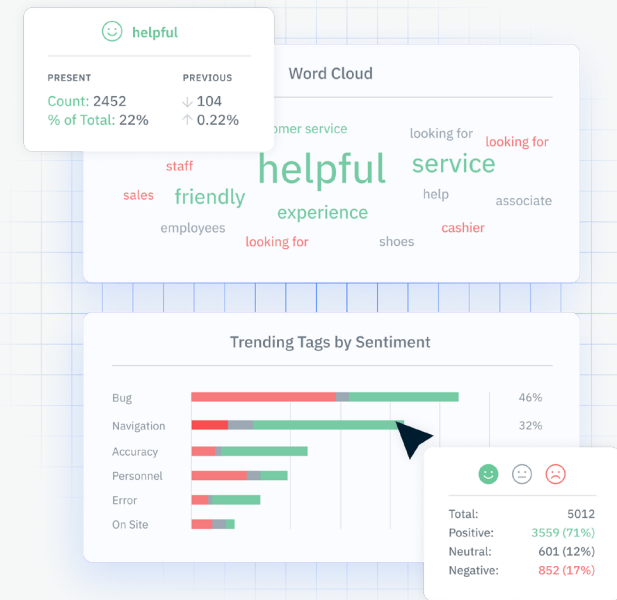 helpful
PRESENT PREVIOUS
Count: 2452 104
% of Total: 22% 0.22%
Word Cloud
omer service
looking for
looking for
helpful
service
staff
sales
friendly
help
associate
experience
employees
cashier
looking for
shoes
Trending Tags by Sentiment
Bug 46%
Navigation 32%
Accuracy
Personnel
Error
On Site
Total: 5012
Positive: 3559 (71%)
Neutral: 601 (12%)
Negative: 852 (17%)